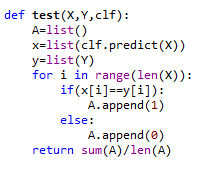 def test(X,Y,clf):
    A=list()
    x=list(clf.predict(X))
    y=list(Y)
    for i in range(len(X)):
        if(x[i]==y[i]):
            A.append(1)
        else:
            A.append(0)
    return sum(A)/len(A)